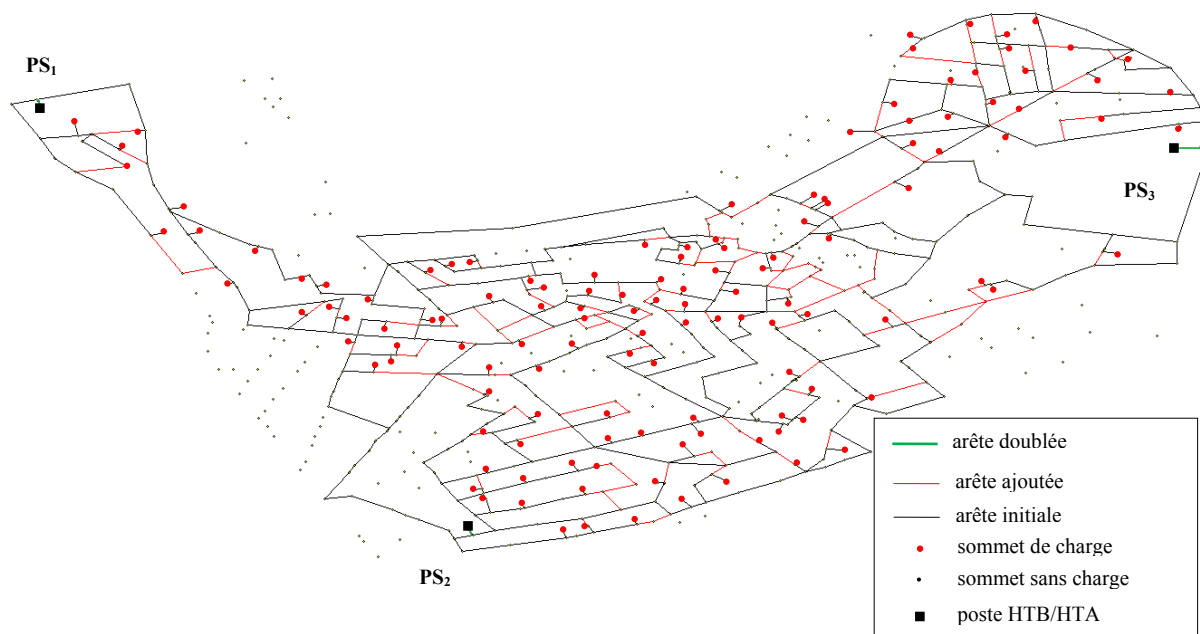 PS1
PS3
PS2
arête doublée
arête ajoutée
arête initiale
sommet de charge
sommet sans charge
poste HTB/HTA